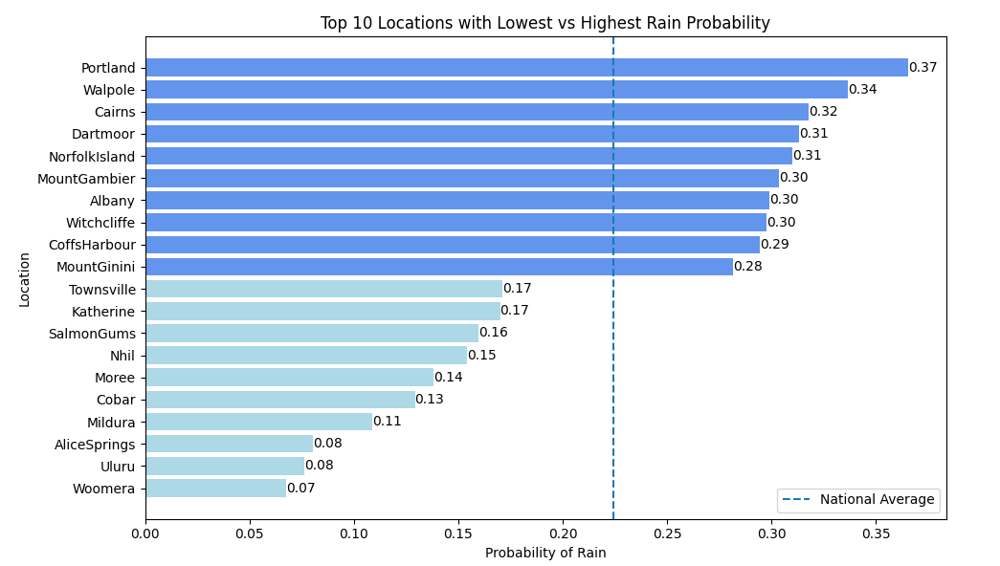 Top 10 Locations with Lowest vs Highest Rain Probability
Location
Portland 0.37
Walpole 0.34
Cairns 0.32
Dartmoor 0.31
NorfolkIsland 0.31
MountGambier 0.30
Albany 0.30
Witchcliffe 0.30
CoffsHarbour 0.29
MountGinini 0.28
Townsville 0.17
Katherine 0.17
SalmonGums 0.16
Nhil 0.15
Moree 0.14
Cobar 0.13
Mildura 0.11
AliceSprings 0.08
Uluru 0.08
Woomera 0.07
National Average
0.00 0.05 0.10 0.15 0.20 0.25 0.30 0.35
Probability of Rain